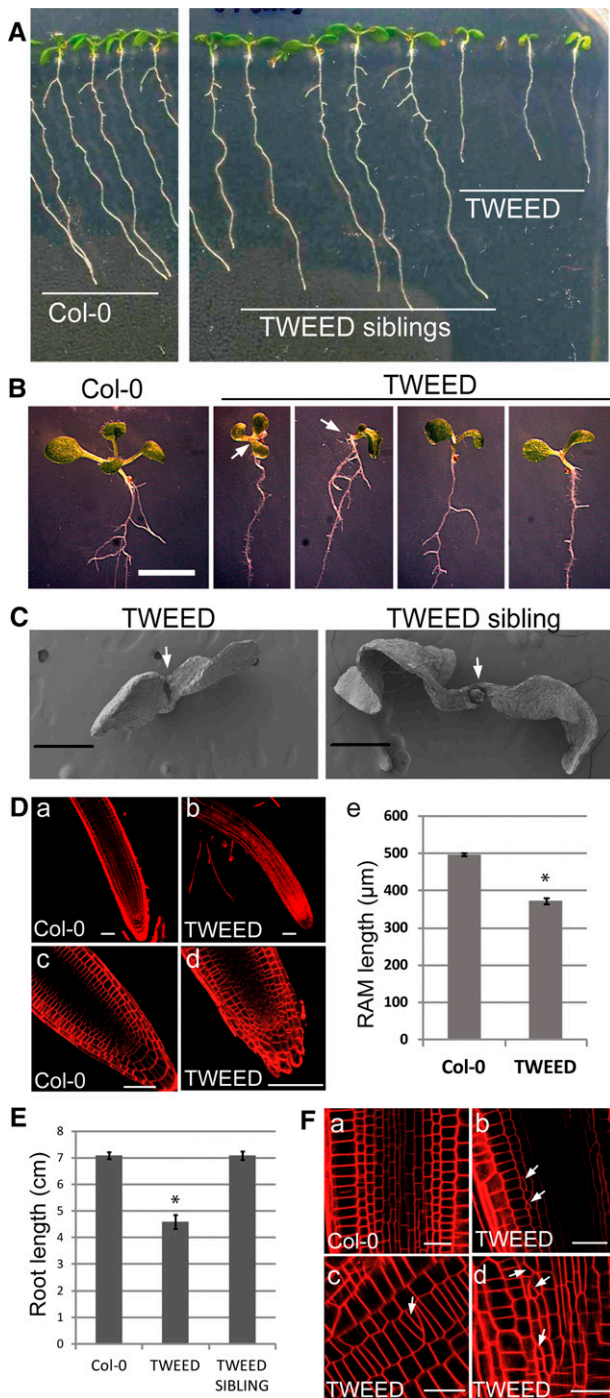 A
Col-0
TWEED siblings
TWEED
B
Col-0
TWEED
C
TWEED
TWEED sibling
D
a
Col-0
b
TWEED
c
Col-0
d
TWEED
e
RAM length (µm)
600
500
400
300
200
100
0
*
Col-0
TWEED
E
Root length (cm)
8
7
6
5
4
3
2
1
0
*
Col-0
TWEED
TWEED
SIBLING
F
a
Col-0
b
TWEED
c
TWEED
d
TWEED